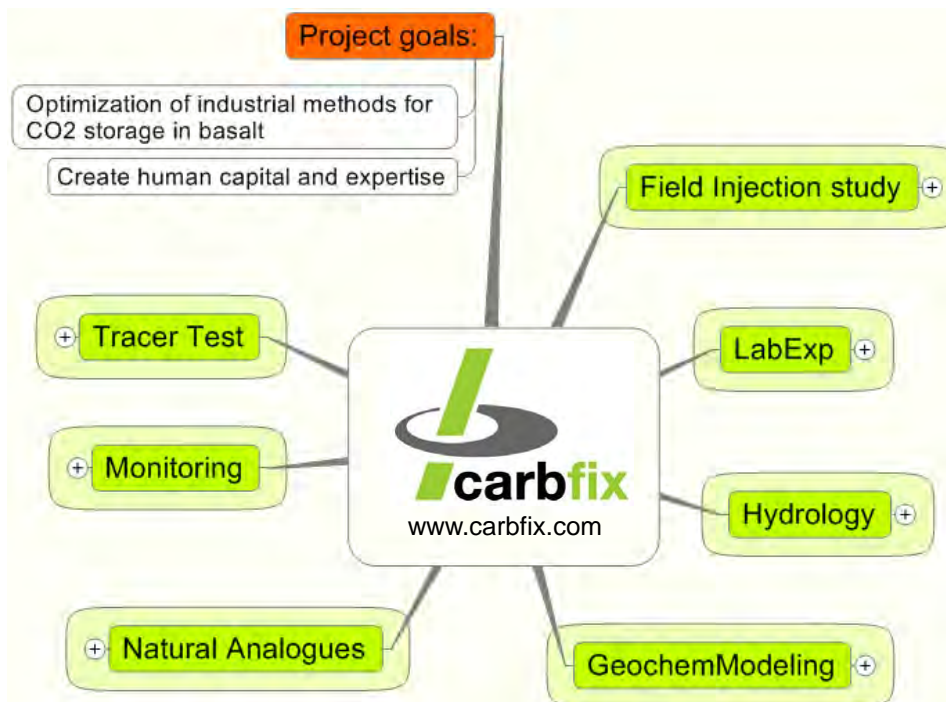 Project goals:
Optimization of industrial methods for
CO2 storage in basalt
Create human capital and expertise
Field Injection study
Tracer Test
LabExp
Monitoring
carbfix
www.carbfix.com
Hydrology
Natural Analogues
GeochemModeling